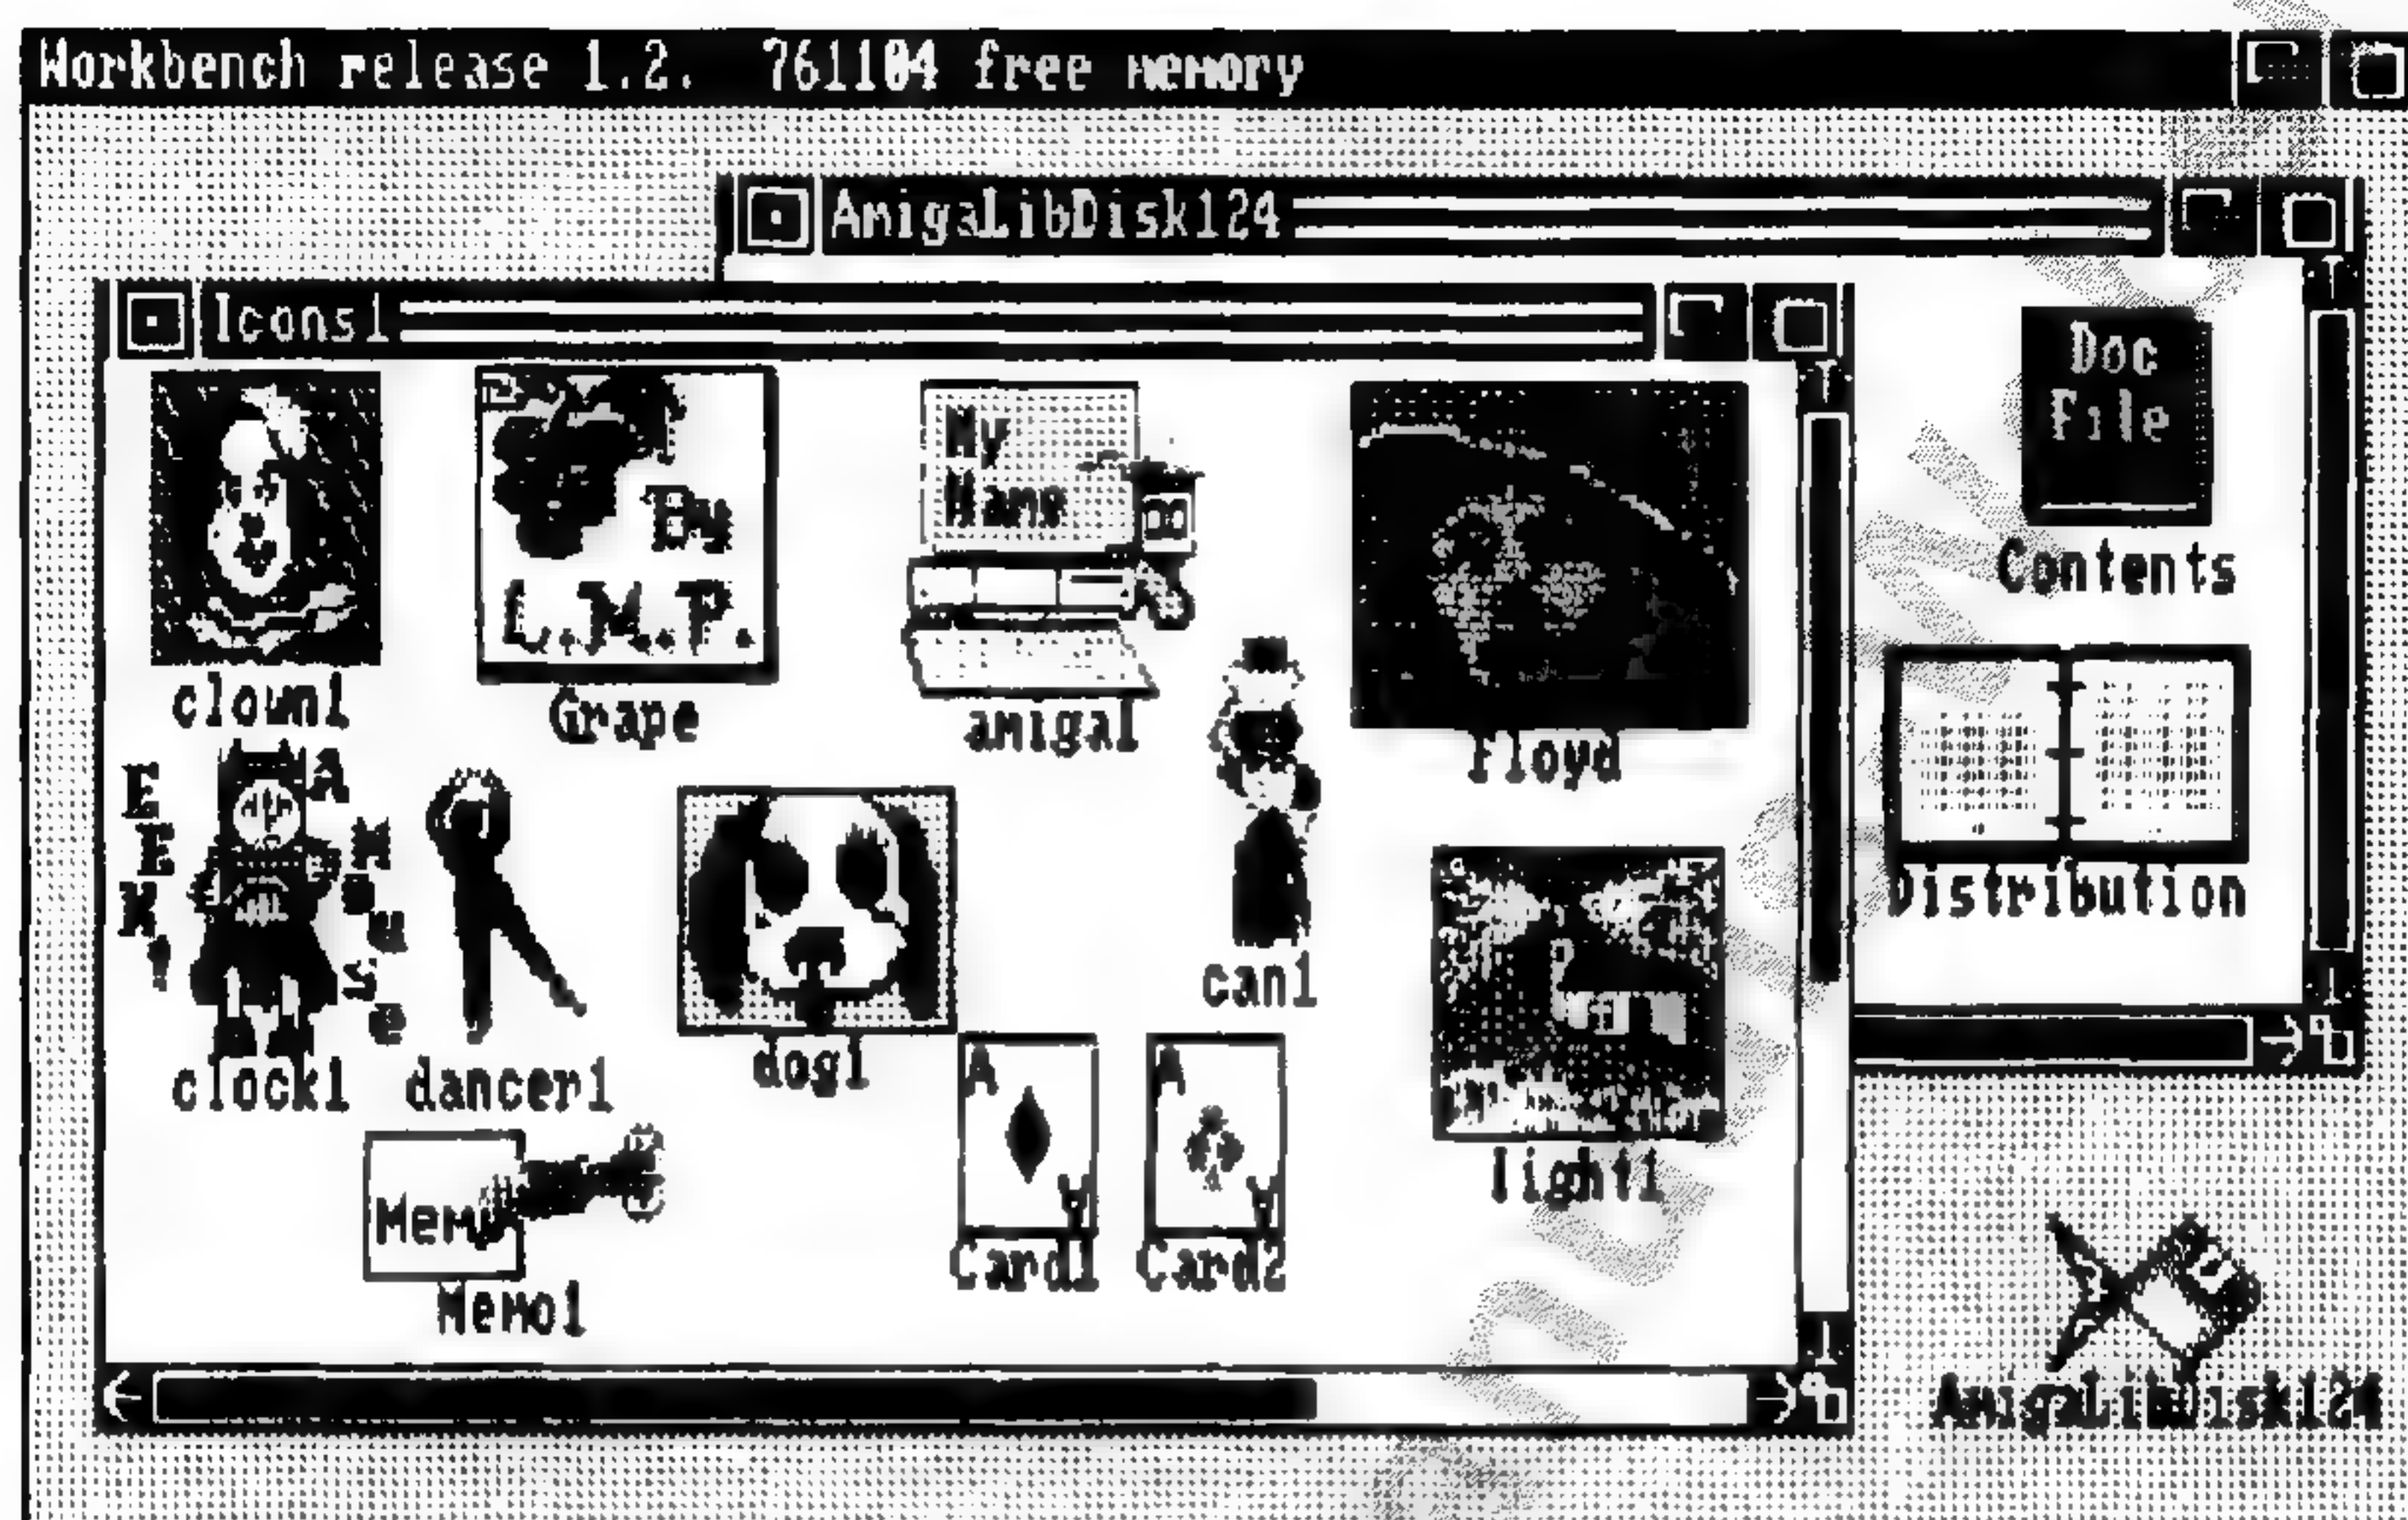 Workbench release 1.2. 761104 free memory
AmigaLibDisk124
Icons1
Doc
File
Contents
Distribution
By
L.M.P.
My
Name
B
clown1
Grape
amiga1
Floyd
E
E
K
!
A
M
o
u
s
e
clock1
dancer1
dog1
can1
light1
A
A
Card1
A
A
Card2
Memo1
AmigaLibDisk124